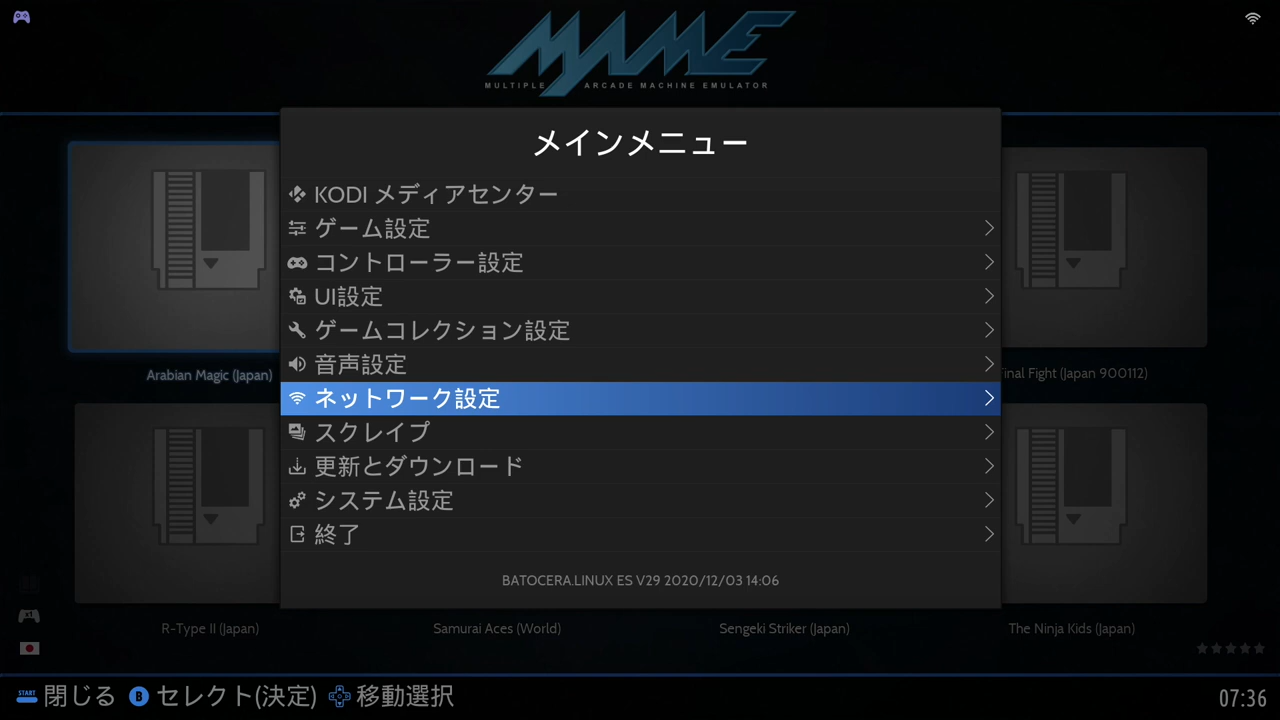 MAME
MULTIPLE ARCADE MACHINE EMULATOR
メインメニュー
KODI メディアセンター
ゲーム設定
コントローラー設定
UI設定
ゲームコレクション設定
音声設定
ネットワーク設定
スクレイプ
更新とダウンロード
システム設定
終了
BATOCERA.LINUX ES V29 2020/12/03 14:06
Arabian Magic (Japan)
Final Fight (Japan 900112)
R-Type II (Japan)
Samurai Aces (World)
Sengeki Striker (Japan)
The Ninja Kids (Japan)
x1
START 閉じる B セレクト(決定) 移動選択
07:36